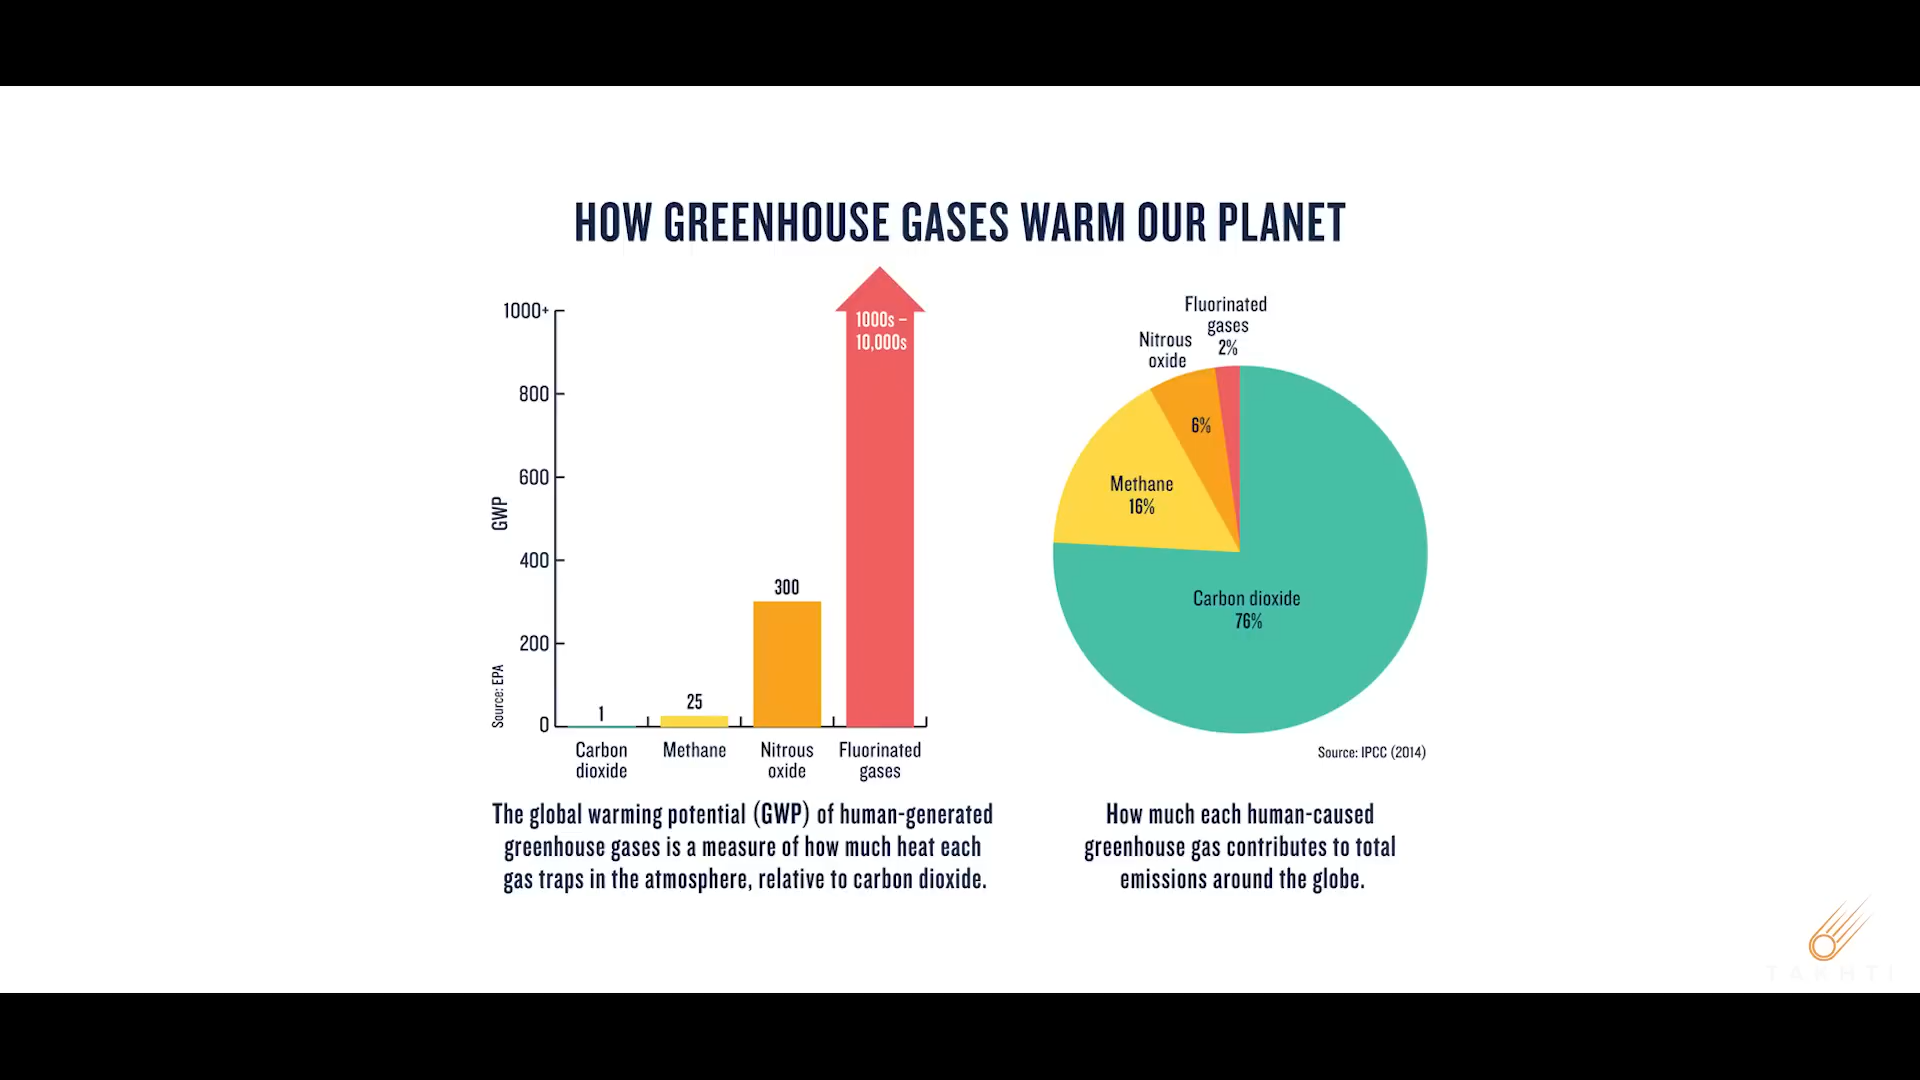 HOW GREENHOUSE GASES WARM OUR PLANET
1000+
800
600
400
200
0
GWP
Source: EPA
1
25
300
1000s –
10,000s
Carbon
dioxide
Methane
Nitrous
oxide
Fluorinated
gases
The global warming potential (GWP) of human-generated
greenhouse gases is a measure of how much heat each
gas traps in the atmosphere, relative to carbon dioxide.
Fluorinated
gases
2%
Nitrous
oxide
6%
Methane
16%
Carbon dioxide
76%
Source: IPCC (2014)
How much each human-caused
greenhouse gas contributes to total
emissions around the globe.
TAKHTI